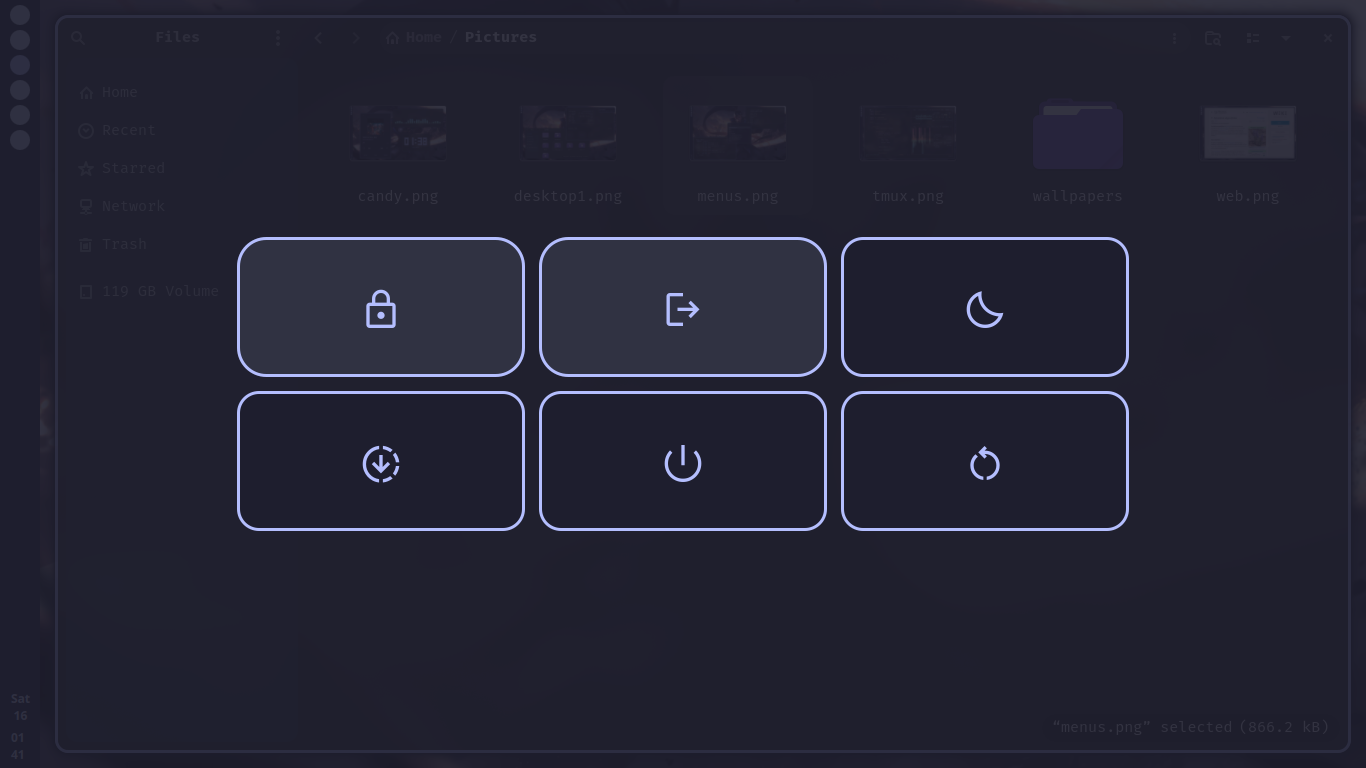 Files
Home / Pictures
Home
Recent
Starred
Network
Trash
119 GB Volume
candy.png
desktop1.png
menus.png
tmux.png
wallpapers
web.png
Sat
16
01
41
“menus.png” selected (866.2 kB)